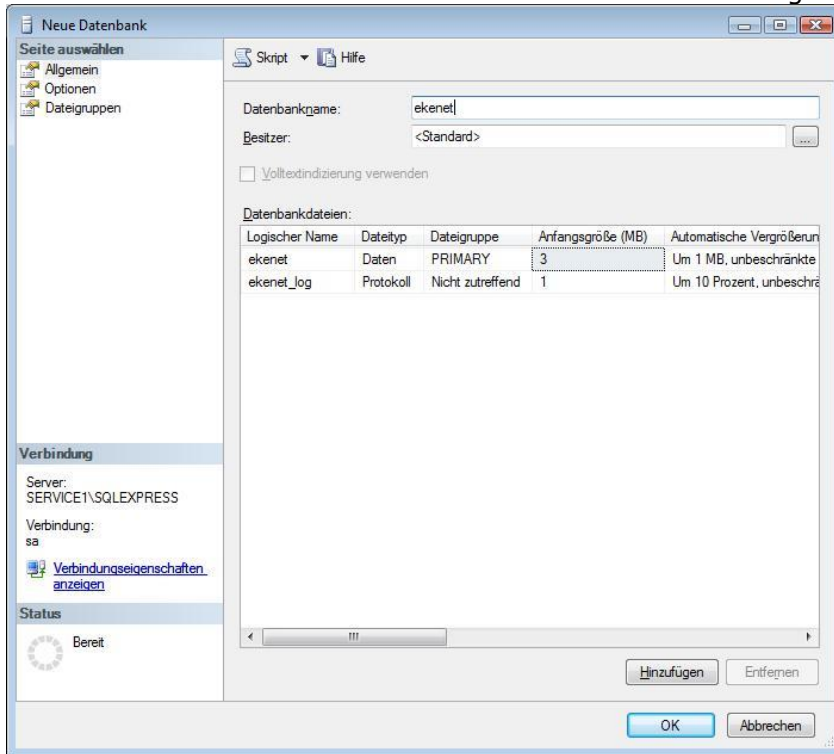 Neue Datenbank
Seite auswählen
Allgemein
Optionen
Dateigruppen
Skript Hilfe
Datenbankname: ekenet
Besitzer: <Standard> ...
Volltextindizierung verwenden
Datenbankdateien:
Logischer Name Dateityp Dateigruppe Anfangsgröße (MB) Automatische Vergrößerun
ekenet Daten PRIMARY 3 Um 1 MB, unbeschränkte
ekenet_log Protokoll Nicht zutreffend 1 Um 10 Prozent, unbeschrä
Verbindung
Server:
SERVICE1\SQLEXPRESS
Verbindung:
sa
Verbindungseigenschaften
anzeigen
Status
Bereit
Hinzufügen Entfernen
OK Abbrechen